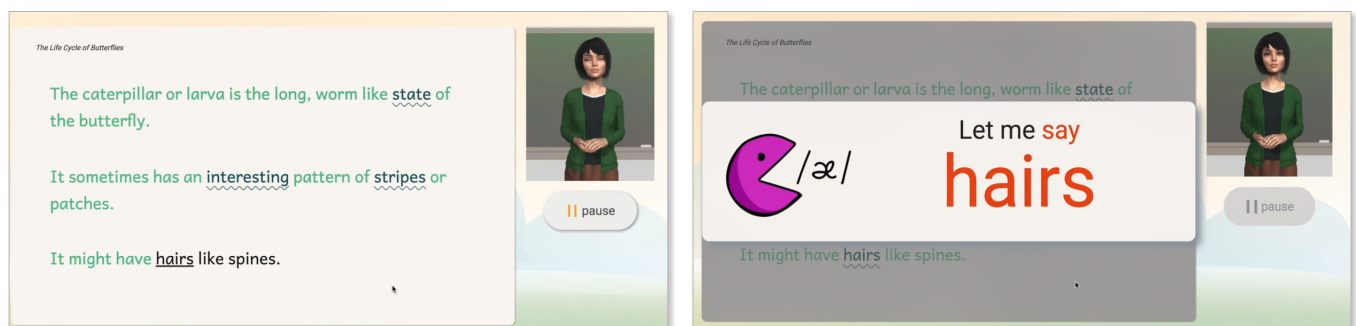 The Life Cycle of Butterflies
The caterpillar or larva is the long, worm like state of
the butterfly.
It sometimes has an interesting pattern of stripes or
patches.
It might have hairs like spines.
pause
The Life Cycle of Butterflies
The caterpillar or larva is the long, worm like state of
/æ/
Let me say
hairs
It might have hairs like spines.
pause